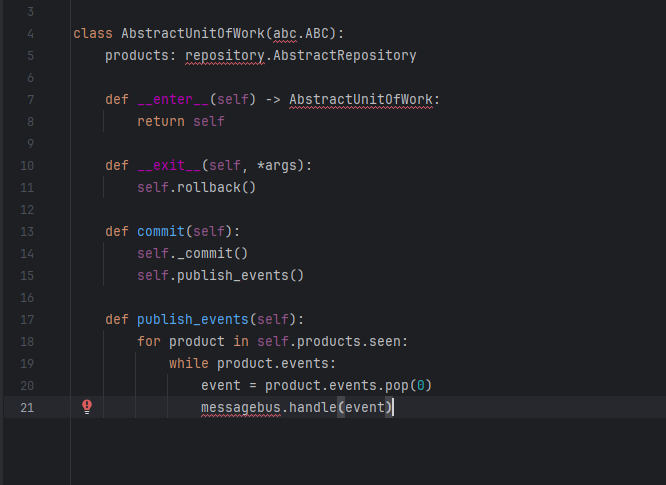 3
4 class AbstractUnitOfWork(abc.ABC):
5     products: repository.AbstractRepository
6
7     def __enter__(self) -> AbstractUnitOfWork:
8         return self
9
10     def __exit__(self, *args):
11         self.rollback()
12
13     def commit(self):
14         self._commit()
15         self.publish_events()
16
17     def publish_events(self):
18         for product in self.products.seen:
19             while product.events:
20                 event = product.events.pop(0)
21                 messagebus.handle(event)